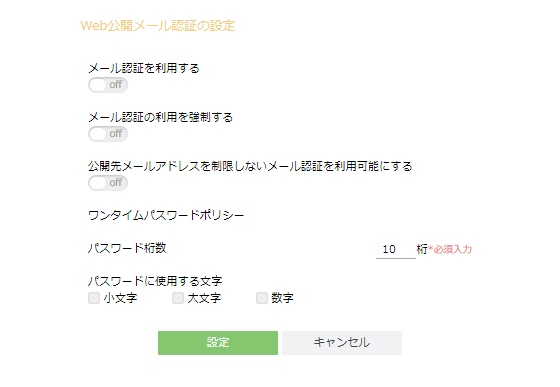 Web公開メール認証の設定
メール認証を利用する
off
メール認証の利用を強制する
off
公開先メールアドレスを制限しないメール認証を利用可能にする
off
ワンタイムパスワードポリシー
パスワード桁数 10 桁*必須入力
パスワードに使用する文字
小文字 大文字 数字
設定 キャンセル